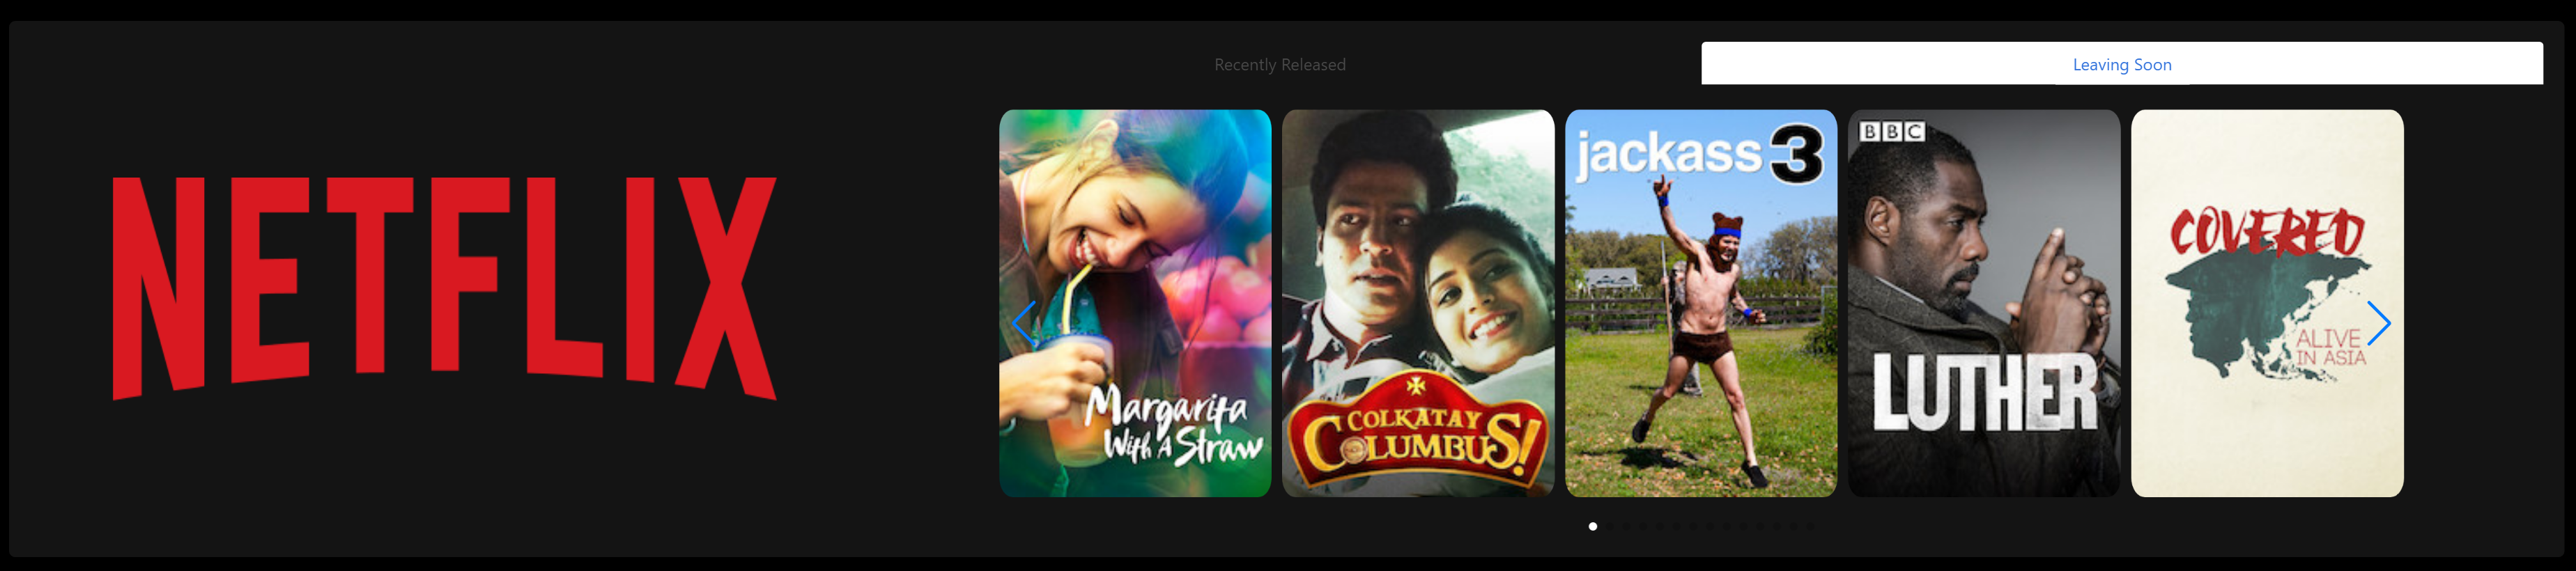 Recently Released
Leaving Soon
NETFLIX
Margarita
With A Straw
COLKATAY
COLUMBUS!
jackass 3
BBC
LUTHER
COVERED
ALIVE
IN ASIA